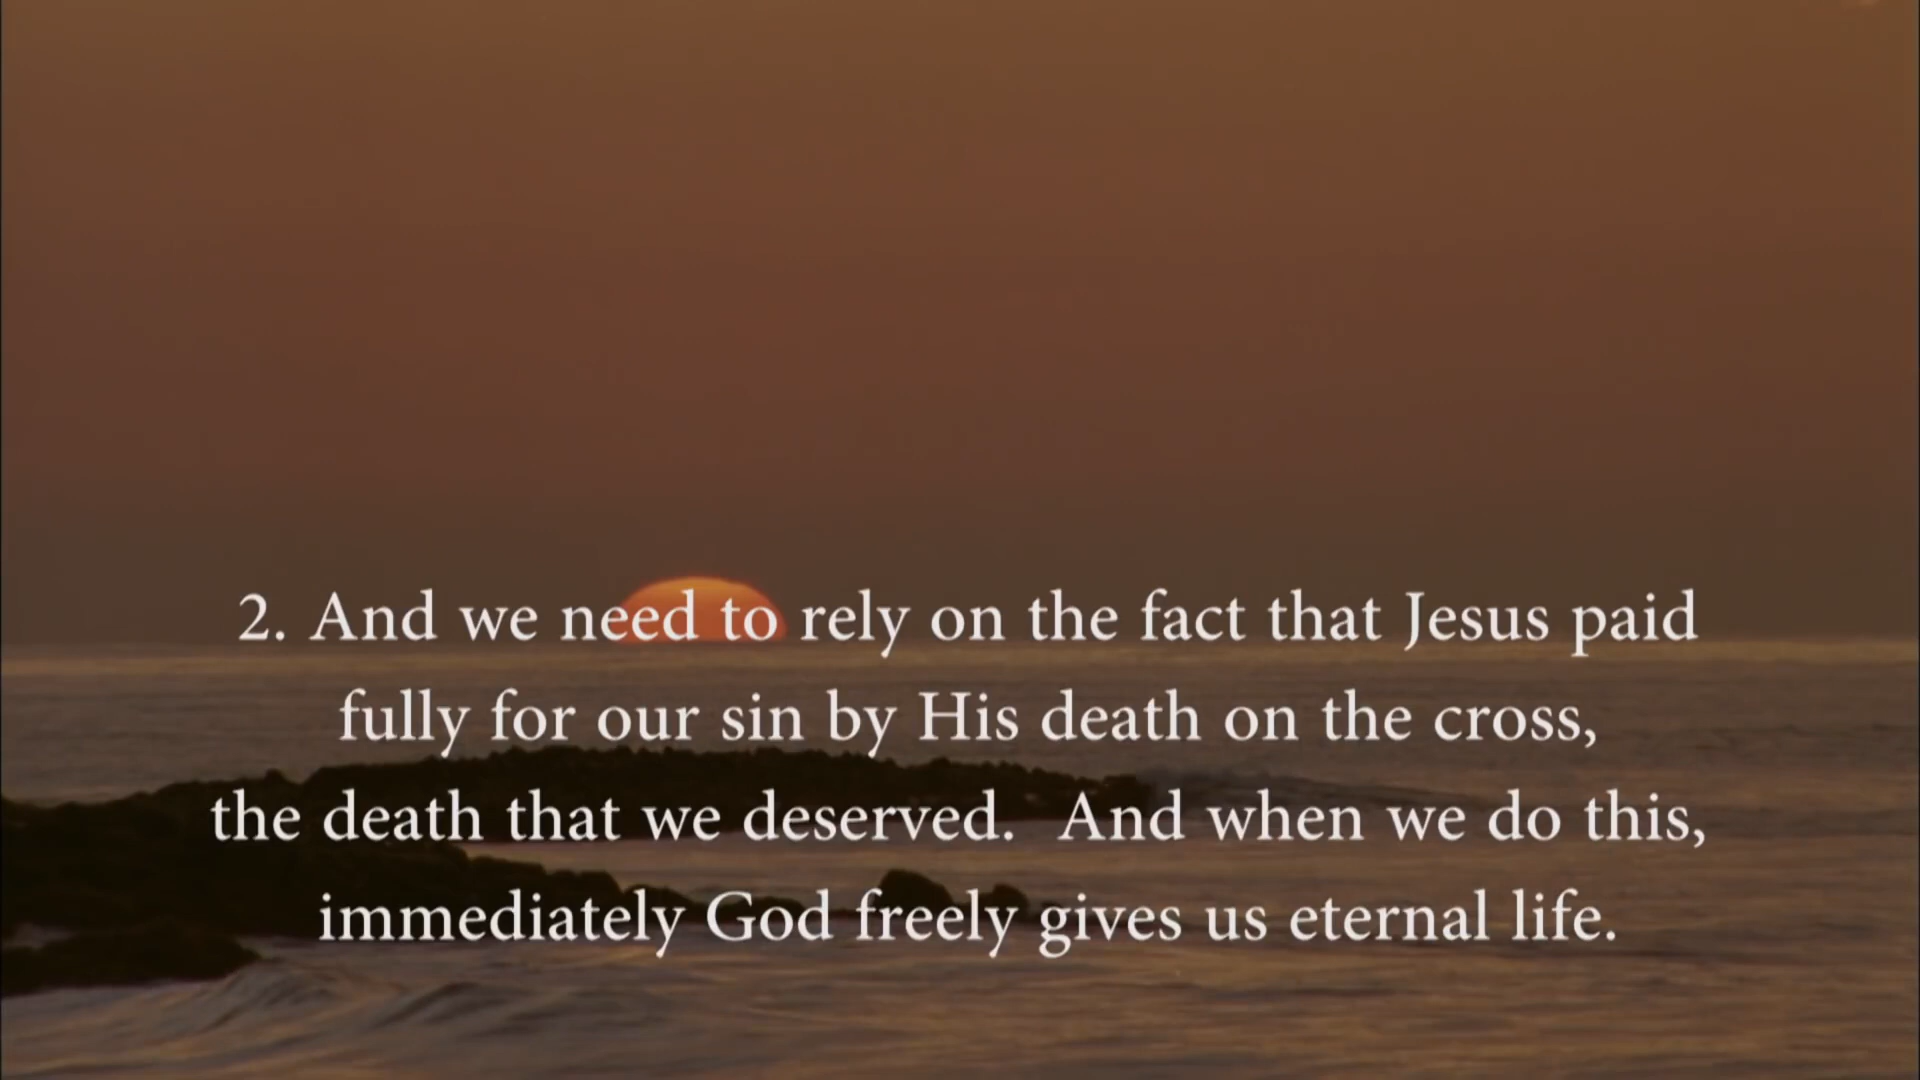 2. And we need to rely on the fact that Jesus paid
fully for our sin by His death on the cross,
the death that we deserved.  And when we do this,
immediately God freely gives us eternal life.